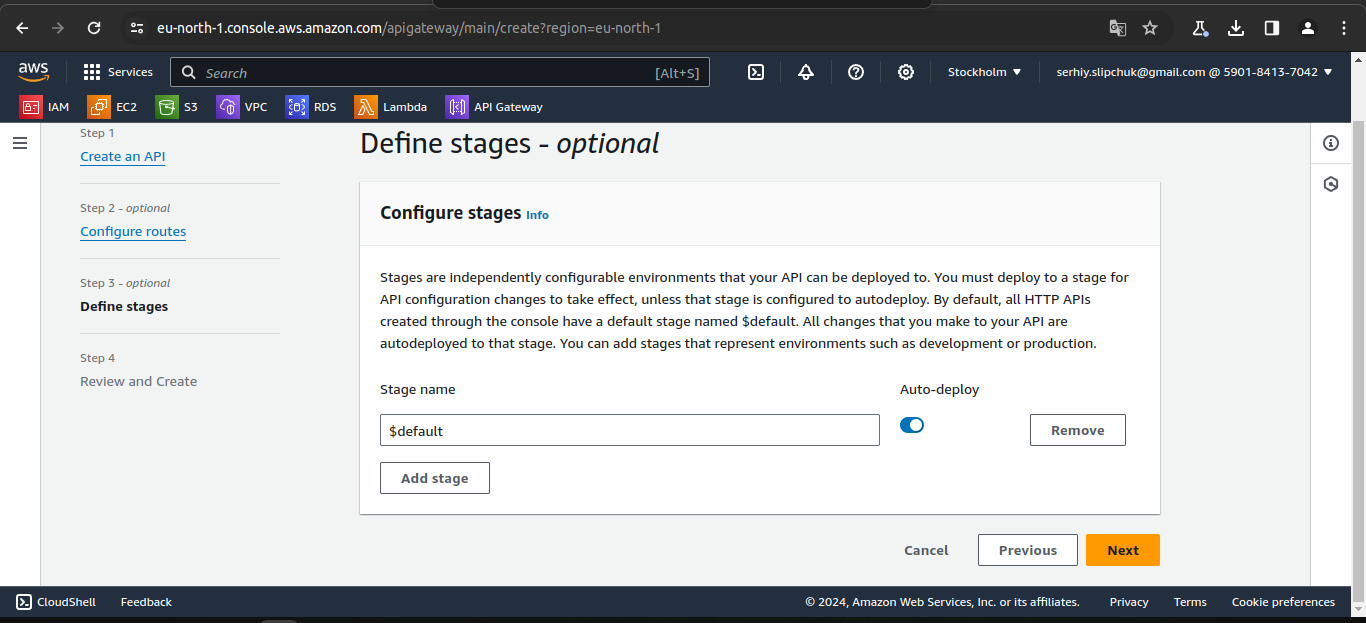 eu-north-1.console.aws.amazon.com/apigateway/main/create?region=eu-north-1
aws
Services
Search
[Alt+S]
Stockholm
serhiy.slipchuk@gmail.com @ 5901-8413-7042
IAM
EC2
S3
VPC
RDS
Lambda
API Gateway
Step 1
Create an API
Step 2 - optional
Configure routes
Step 3 - optional
Define stages
Step 4
Review and Create
Define stages - optional
Configure stages Info
Stages are independently configurable environments that your API can be deployed to. You must deploy to a stage for
API configuration changes to take effect, unless that stage is configured to autodeploy. By default, all HTTP APIs
created through the console have a default stage named $default. All changes that you make to your API are
autodeployed to that stage. You can add stages that represent environments such as development or production.
Stage name
Auto-deploy
$default
Remove
Add stage
Cancel
Previous
Next
CloudShell
Feedback
© 2024, Amazon Web Services, Inc. or its affiliates.
Privacy
Terms
Cookie preferences